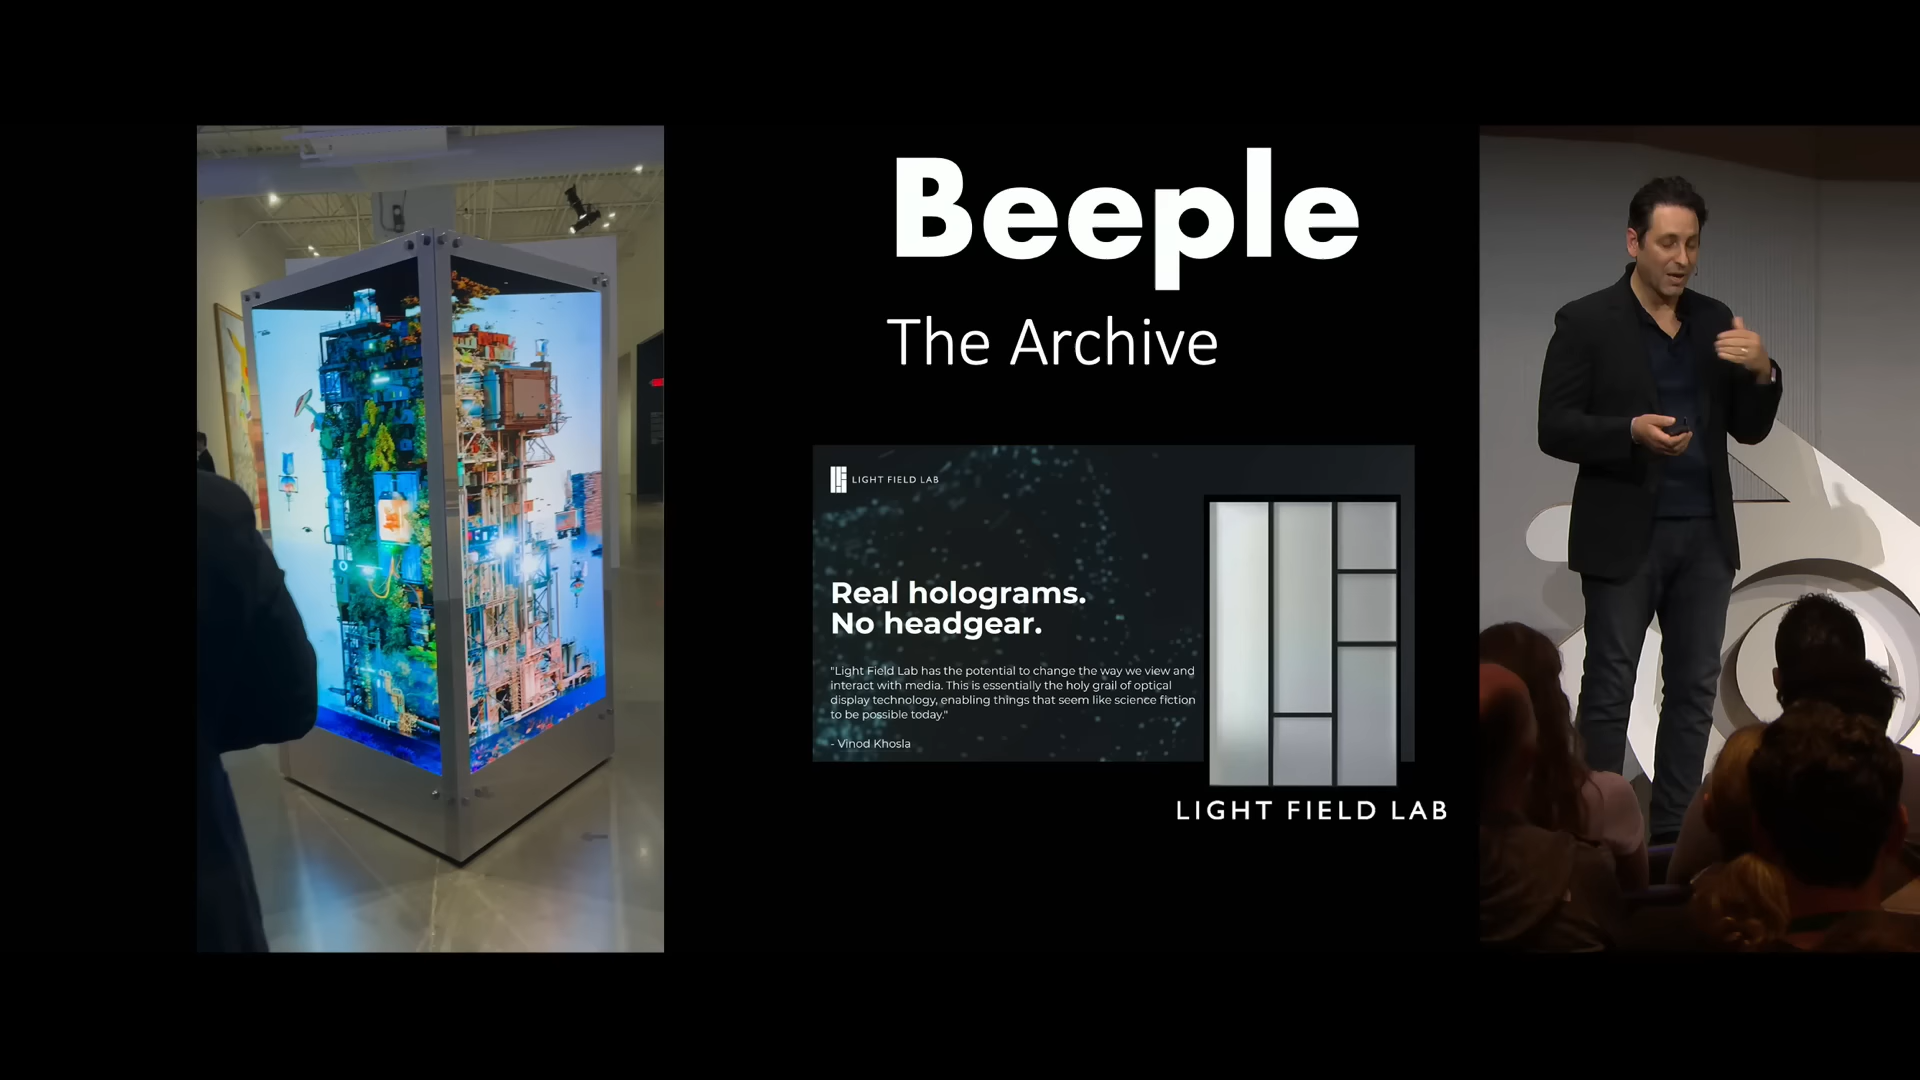 Beeple
The Archive
LIGHT FIELD LAB
Real holograms.
No headgear.
"Light Field Lab has the potential to change the way we view and
interact with media. This is essentially the holy grail of optical
display technology, enabling things that seem like science fiction
to be possible today."
- Vinod Khosla
LIGHT FIELD LAB